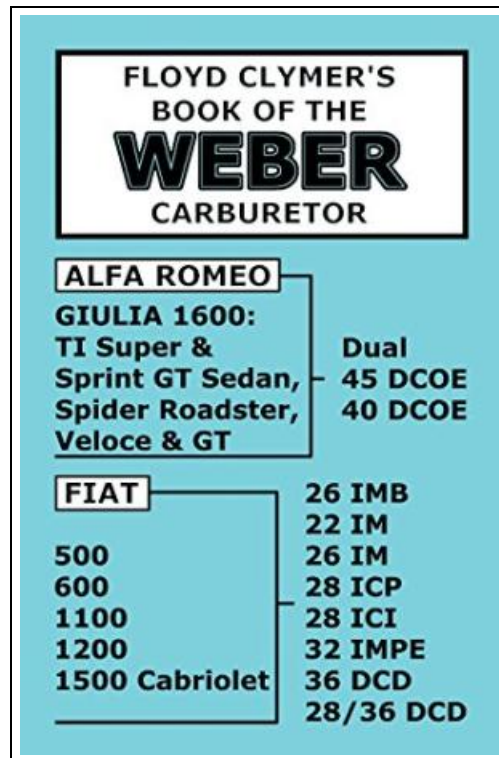 FLOYD CLYMER'S
BOOK OF THE
WEBER
CARBURETOR
ALFA ROMEO
GIULIA 1600:
TI Super &
Sprint GT Sedan,
Spider Roadster,
Veloce & GT
Dual
45 DCOE
40 DCOE
FIAT
500
600
1100
1200
1500 Cabriolet
26 IMB
22 IM
26 IM
28 ICP
28 ICI
32 IMPE
36 DCD
28/36 DCD